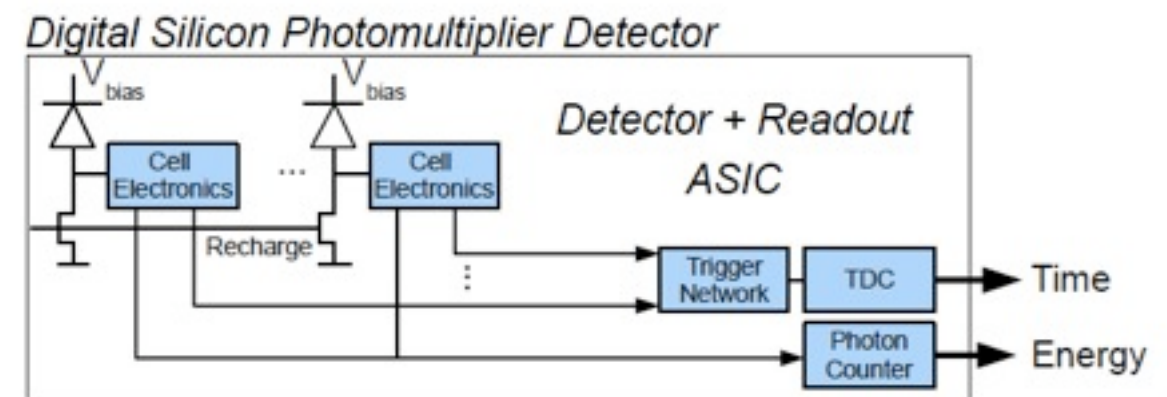 Digital Silicon Photomultiplier Detector
V bias
V bias
Detector + Readout
ASIC
Cell
Electronics
...
Cell
Electronics
Recharge
Trigger
Network
TDC
Time
Photon
Counter
Energy